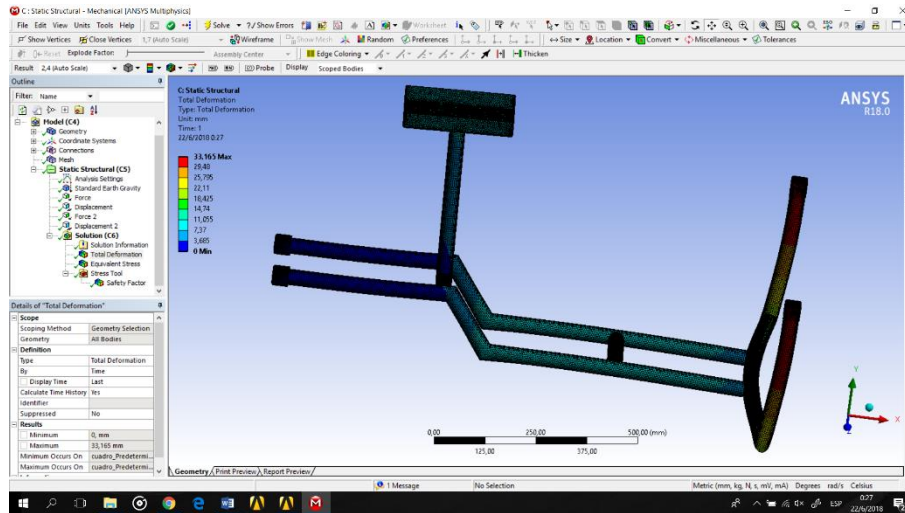 C : Static Structural - Mechanical [ANSYS Multiphysics]
File Edit View Units Tools Help Solve ?/Show Errors Worksheet
Show Vertices Close Vertices 1,7 (Auto Scale) Wireframe Show Mesh Random Preferences Size Location Convert Miscellaneous Tolerances
Reset Explode Factor: Assembly Center Edge Coloring Thicken
Result 2,4 (Auto Scale) Probe Display Scoped Bodies
Outline
Filter: Name
Model (C4)
Geometry
Coordinate Systems
Connections
Mesh
Static Structural (C5)
Analysis Settings
Standard Earth Gravity
Force
Displacement
Force 2
Displacement 2
Solution (C6)
Solution Information
Total Deformation
Equivalent Stress
Stress Tool
Safety Factor
Details of "Total Deformation"
Scope
Scoping Method Geometry Selection
Geometry All Bodies
Definition
Type Total Deformation
By Time
Display Time Last
Calculate Time History Yes
Identifier
Suppressed No
Results
Minimum 0, mm
Maximum 33,165 mm
Minimum Occurs On cuadro_Predetermi...
Maximum Occurs On cuadro_Predetermi...
C: Static Structural
Total Deformation
Type: Total Deformation
Unit: mm
Time: 1
22/6/2018 0:27
33,165 Max
29,48
25,795
22,11
18,425
14,74
11,055
7,37
3,685
0 Min
ANSYS
R18.0
0,00 250,00 500,00 (mm)
125,00 375,00
Y
X
Z
Geometry Print Preview Report Preview
1 Message No Selection Metric (mm, kg, N, s, mV, mA) Degrees rad/s Celsius
ESP 0:27
22/6/2018